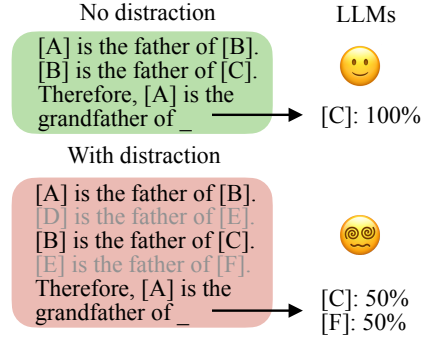 No distraction
LLMs
[A] is the father of [B].
[B] is the father of [C].
Therefore, [A] is the
grandfather of _
[C]: 100%
With distraction
[A] is the father of [B].
[D] is the father of [E].
[B] is the father of [C].
[E] is the father of [F].
Therefore, [A] is the
grandfather of _
[C]: 50%
[F]: 50%